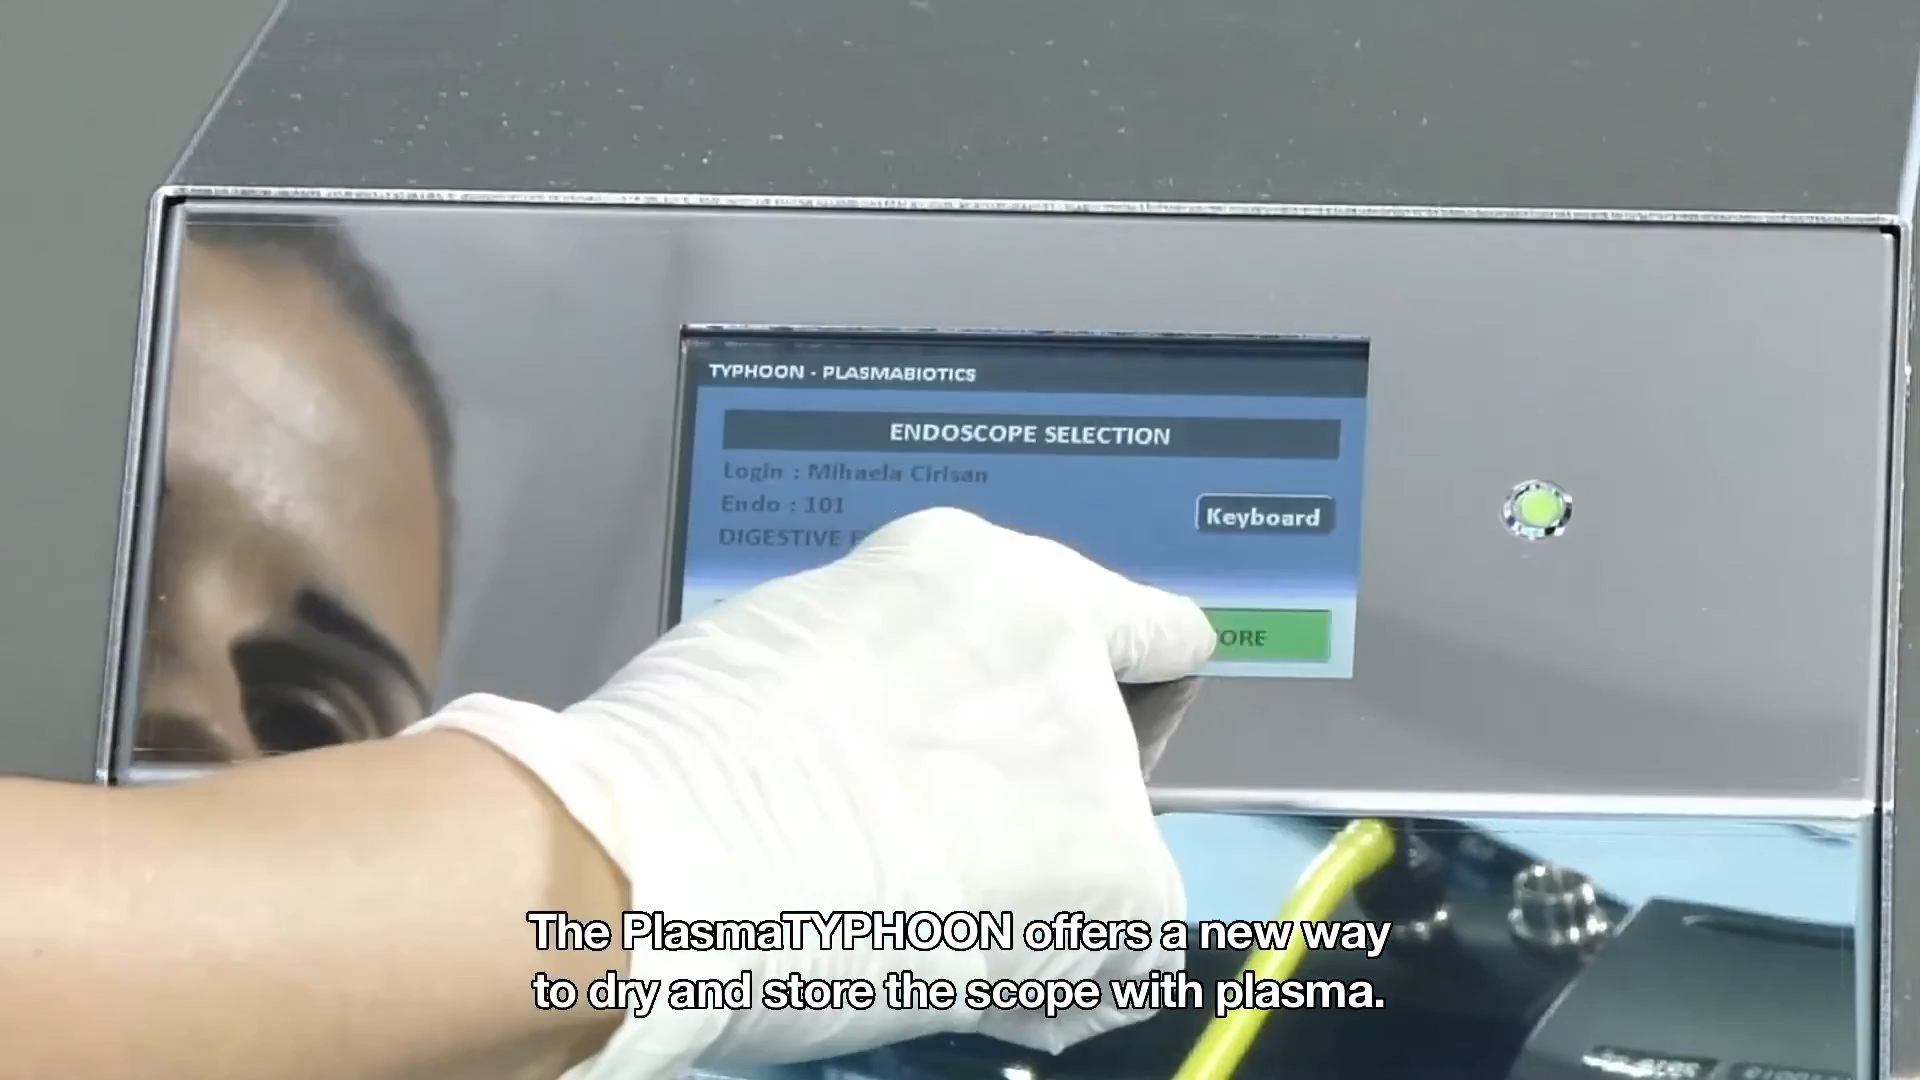 TYPHOON - PLASMABIOTICS
ENDOSCOPE SELECTION
Login : Mihaela Cirlsan
Endo : 101
Keyboard
DIGESTIVE
ORE
The PlasmaTYPHOON offers a new way
to dry and store the scope with plasma.